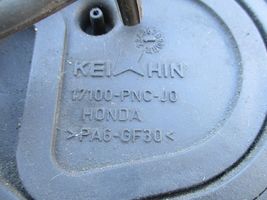 KEIHIN
17100-PNC-J0
HONDA
>PA6-GF30<